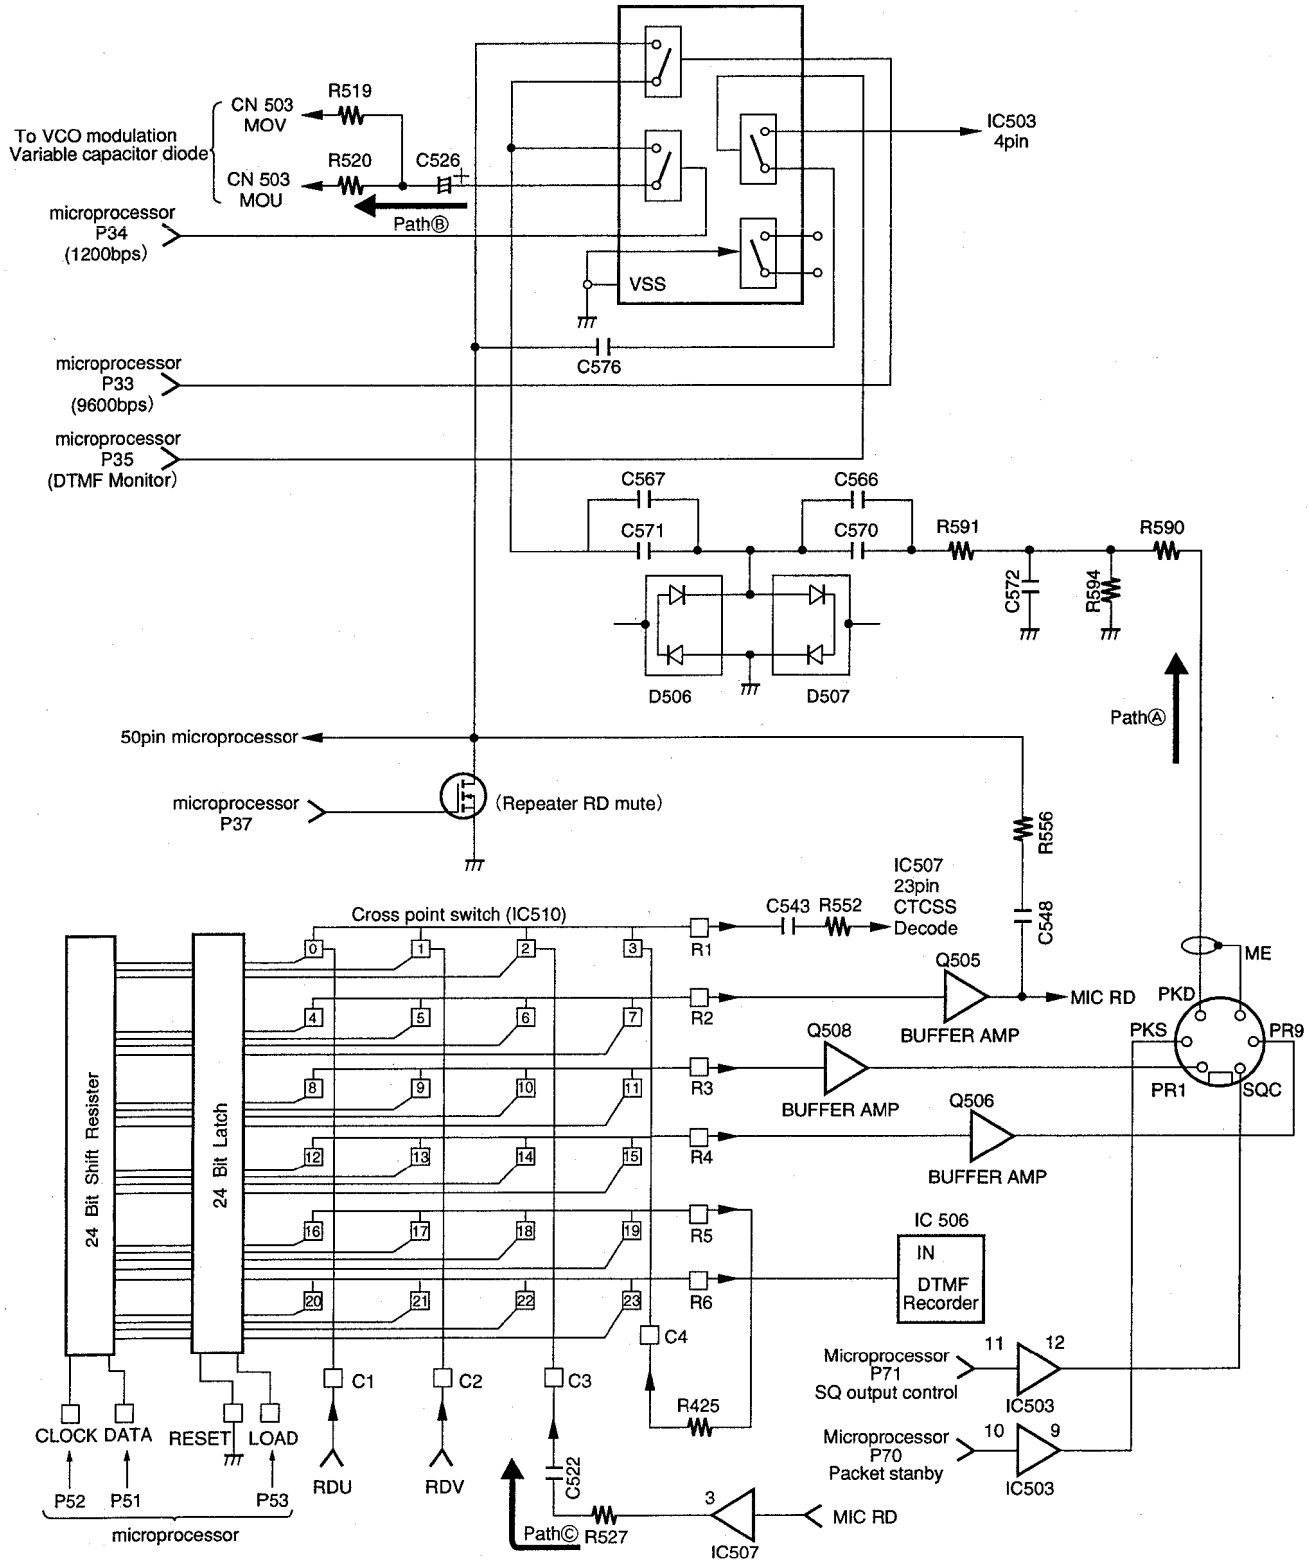 R519
CN 503
MOV
To VCO modulation
Variable capacitor diode
R520
C526
+
CN 503
MOU
PathⒷ
IC503
4pin
microprocessor
P34
(1200bps)
VSS
C576
microprocessor
P33
(9600bps)
microprocessor
P35
(DTMF Monitor)
C567
C566
C571
C570
R591
R590
C572
R594
D506
D507
PathⒶ
50pin microprocessor
microprocessor
P37
(Repeater RD mute)
R556
IC507
23pin
CTCSS
Decode
Cross point switch (IC510)
C543
R552
C548
0
1
2
3
R1
ME
Q505
MIC RD
PKD
4
5
6
7
R2
BUFFER AMP
PKS
PR9
Q508
8
9
10
11
R3
BUFFER AMP
PR1
SQC
Q506
12
13
14
15
R4
BUFFER AMP
24 Bit Shift Resister
24 Bit Latch
16
17
18
19
R5
IC 506
IN
DTMF
Recorder
20
21
22
23
R6
C4
C1
C2
C3
Microprocessor
P71
SQ output control
11
12
IC503
R425
CLOCK
DATA
RESET
LOAD
Microprocessor
P70
Packet stanby
10
9
IC503
RDU
RDV
C522
P52
P51
P53
microprocessor
PathⒸ
R527
3
IC507
MIC RD